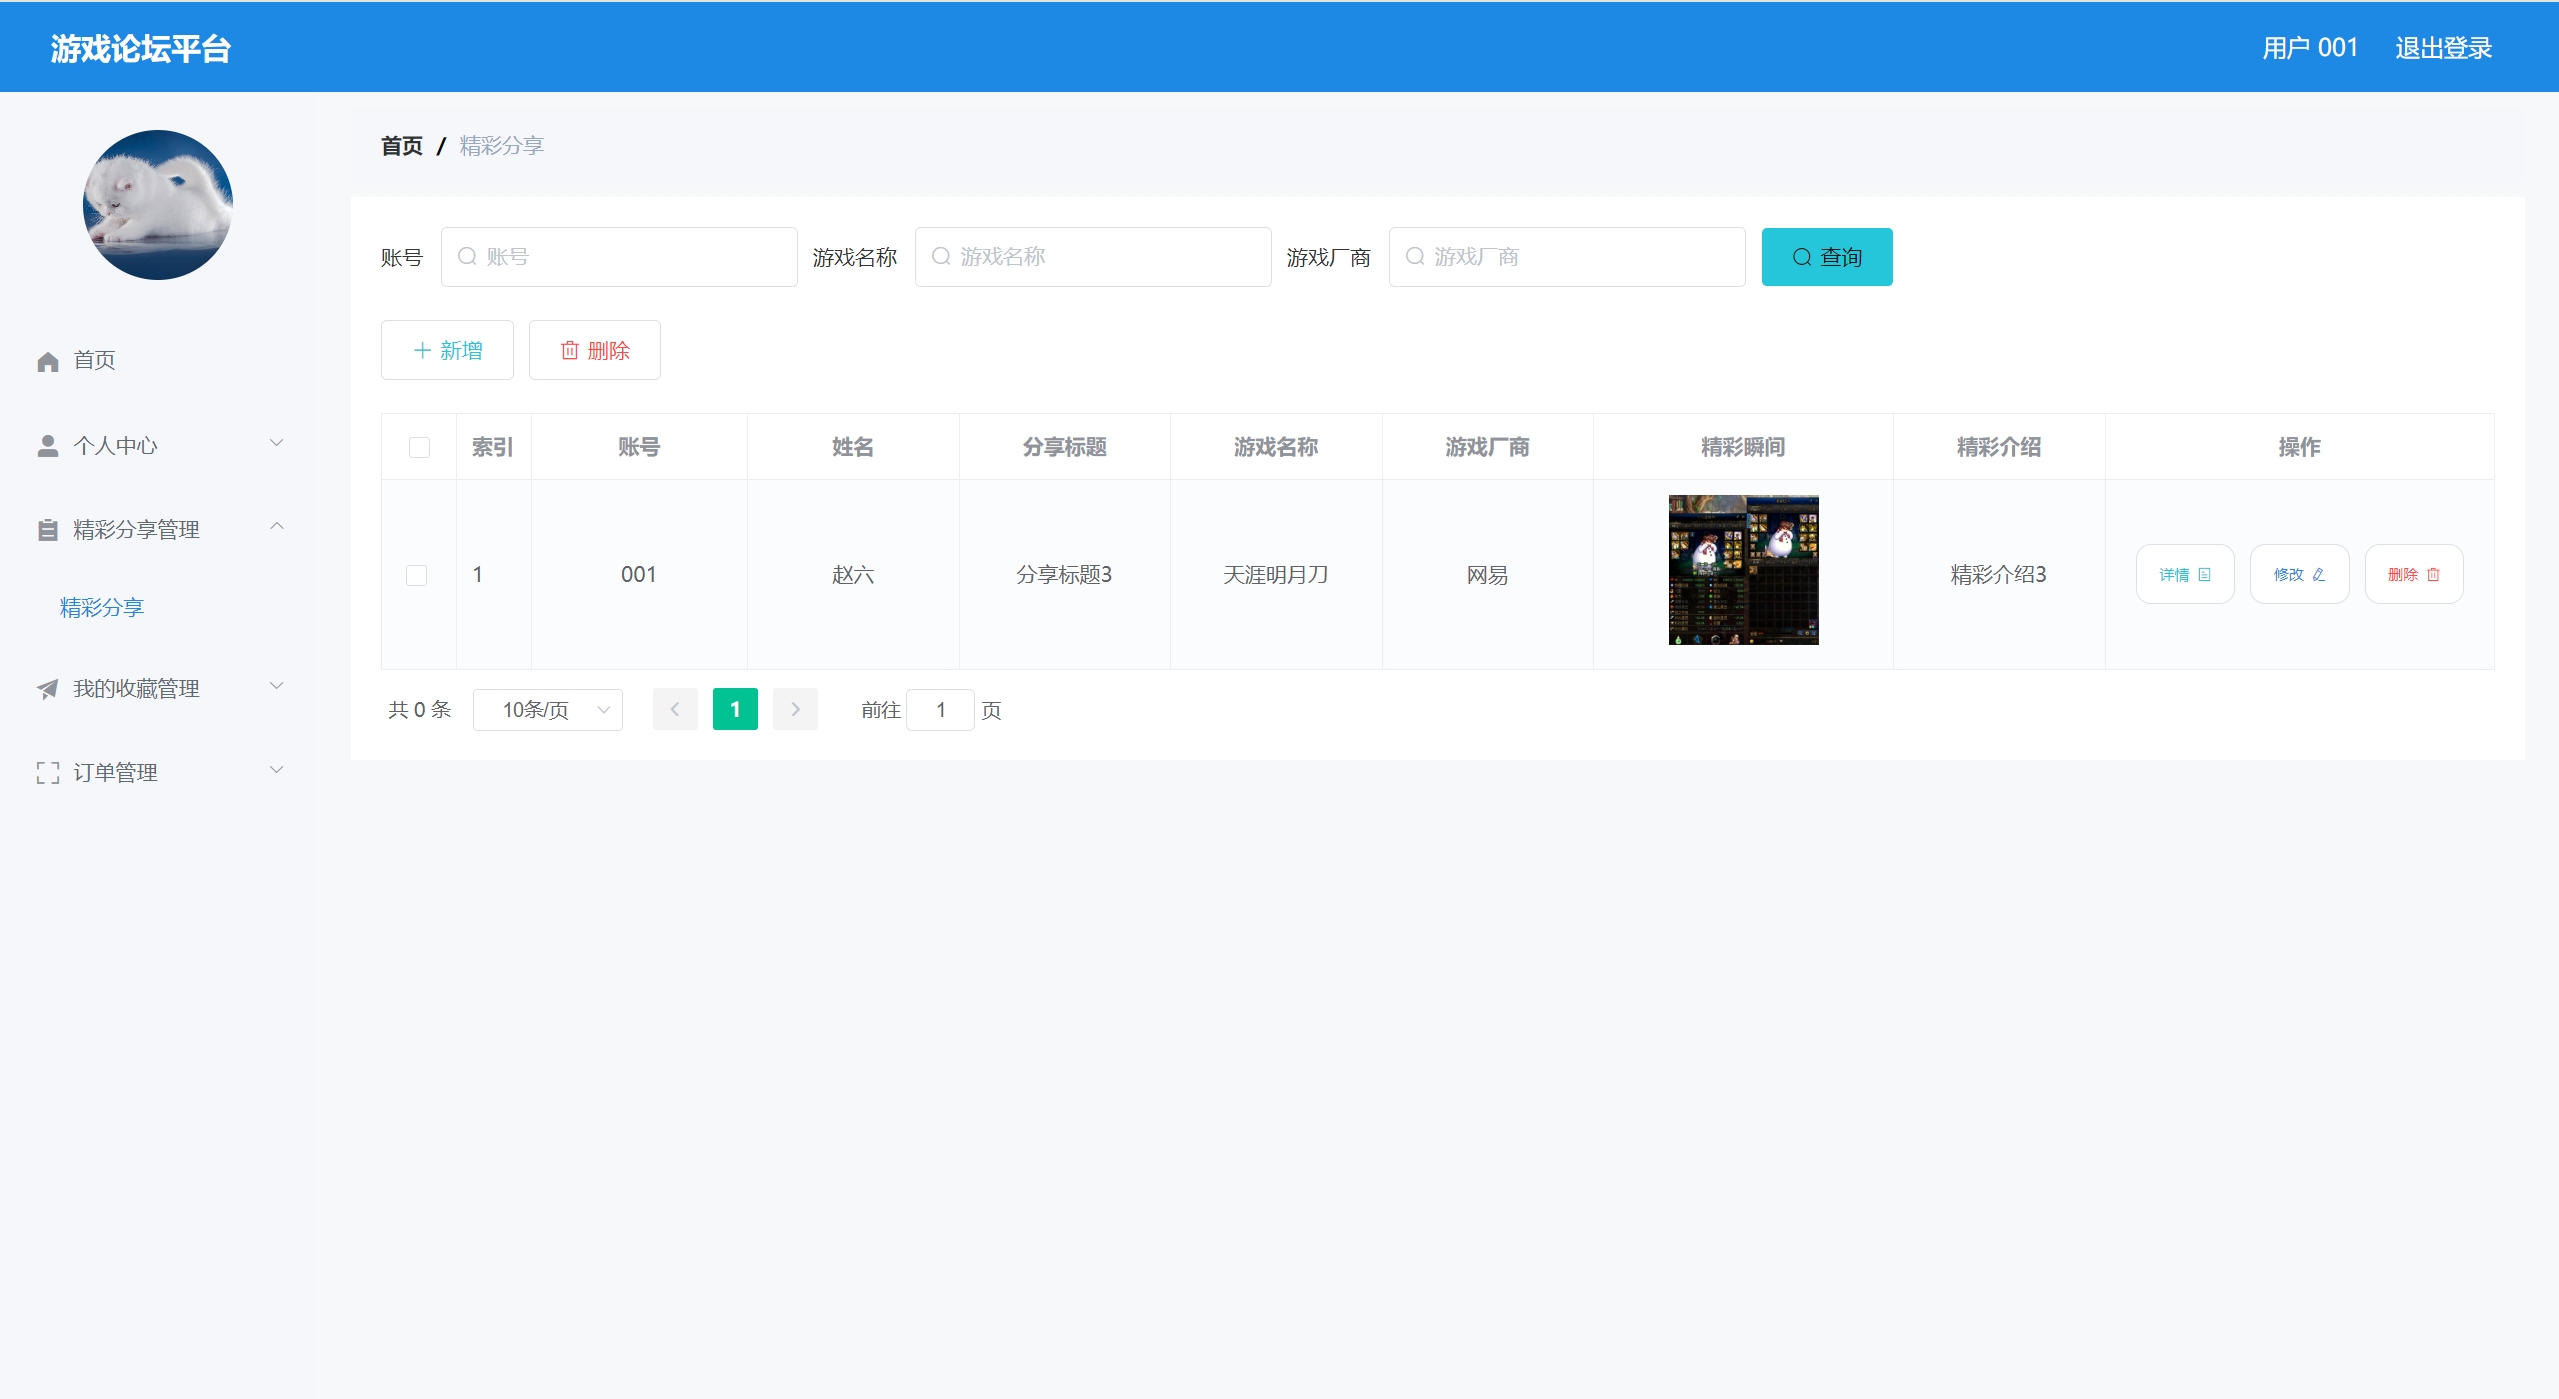 游戏论坛平台
用户 001
退出登录
首页 / 精彩分享
账号 账号 游戏名称 游戏名称 游戏厂商 游戏厂商 查询
新增 删除
首页
个人中心
精彩分享管理
精彩分享
我的收藏管理
订单管理
索引 账号 姓名 分享标题 游戏名称 游戏厂商 精彩瞬间 精彩介绍 操作
1 001 赵六 分享标题3 天涯明月刀 网易 精彩介绍3 详情 修改 删除
共 0 条 10条/页 1 前往 1 页